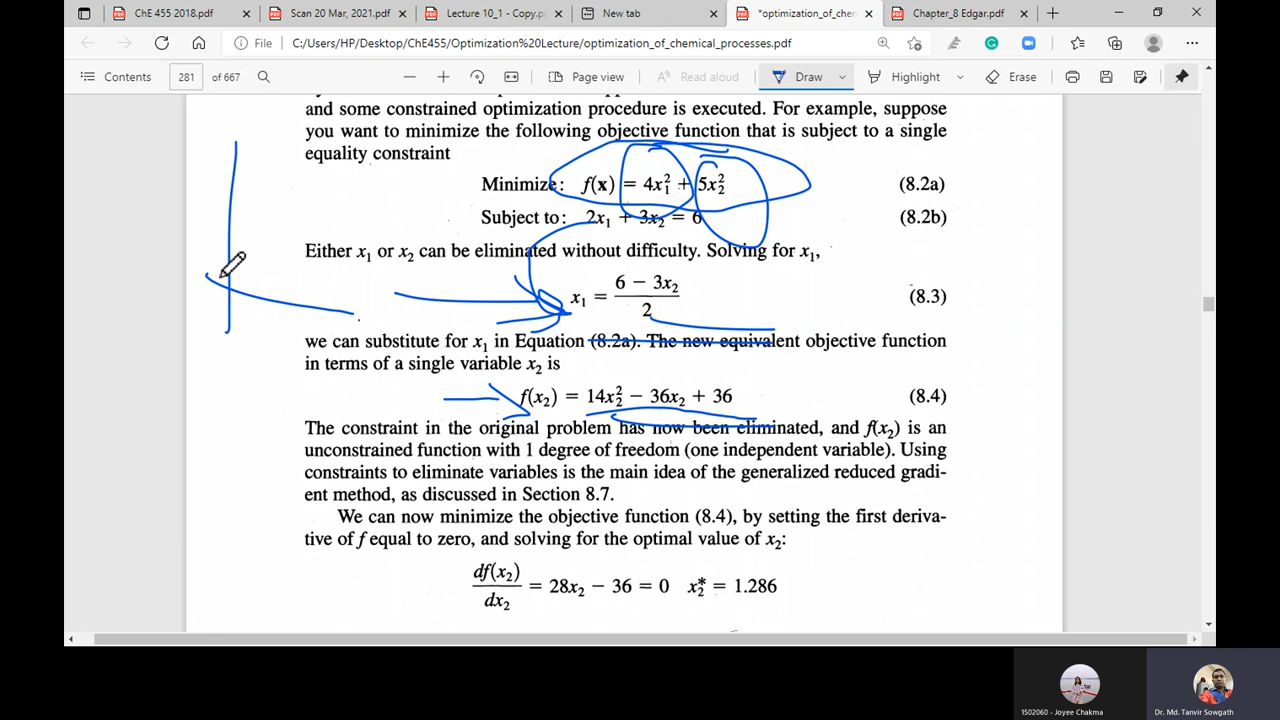 ChE 455 2018.pdf
Scan 20 Mar, 2021.pdf
Lecture 10_1 - Copy.p
New tab
*optimization_of_chen
Chapter_8 Edgar.pdf
File
C:/Users/HP/Desktop/ChE455/Optimization%20Lecture/optimization_of_chemical_processes.pdf
Contents
281 of 667
Page view
Read aloud
Draw
Highlight
Erase
and some constrained optimization procedure is executed. For example, suppose
you want to minimize the following objective function that is subject to a single
equality constraint
Minimize: f(x) = 4x₁² + 5x₂² (8.2a)
Subject to: 2x₁ + 3x₂ = 6 (8.2b)
Either x₁ or x₂ can be eliminated without difficulty. Solving for x₁,
x₁ = (6 − 3x₂)/2 (8.3)
we can substitute for x₁ in Equation (8.2a). The new equivalent objective function
in terms of a single variable x₂ is
f(x₂) = 14x₂² − 36x₂ + 36 (8.4)
The constraint in the original problem has now been eliminated, and f(x₂) is an
unconstrained function with 1 degree of freedom (one independent variable). Using
constraints to eliminate variables is the main idea of the generalized reduced gradi-
ent method, as discussed in Section 8.7.
We can now minimize the objective function (8.4), by setting the first deriva-
tive of f equal to zero, and solving for the optimal value of x₂:
df(x₂)/dx₂ = 28x₂ − 36 = 0 x₂* = 1.286
1502060 - Joyee Chakma
Dr. Md. Tanvir Sowgath